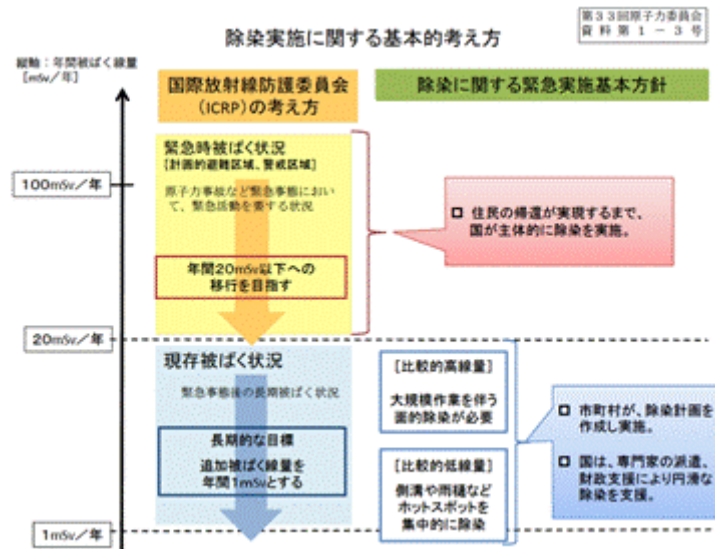 第33回原子力委員会
資料第1-3号
除染実施に関する基本的考え方
縦軸：年間被ばく線量
[mSv／年]
国際放射線防護委員会
(ICRP)の考え方
除染に関する緊急実施基本方針
緊急時被ばく状況
[計画的避難区域、警戒区域]
原子力事故など緊急事態におい
て、緊急活動を要する状況
年間20mSv以下への
移行を目指す
100mSv／年
住民の帰還が実現するまで、
国が主体的に除染を実施。
20mSv／年
現存被ばく状況
緊急事態後の長期被ばく状況
長期的な目標
追加被ばく線量を
年間1mSvとする
[比較的高線量]
大規模作業を伴う
面的除染が必要
[比較的低線量]
側溝や雨樋など
ホットスポットを
集中的に除染
市町村が、除染計画を
作成し実施。
国は、専門家の派遣、
財政支援により円滑な
除染を支援。
1mSv／年